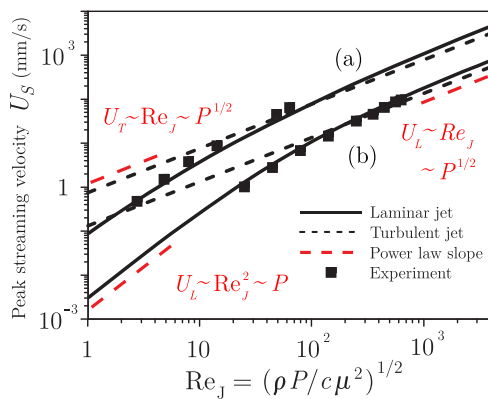 Peak streaming velocity U_S (mm/s)
10^3
1
10^-3
(a)
U_T~Re_J~P^1/2
(b)
U_L~Re_J
~P^1/2
Laminar jet
Turbulent jet
Power law slope
Experiment
U_L~Re_J^2~P
1 10 10^2 10^3
Re_J = (ρP/cμ^2)^1/2